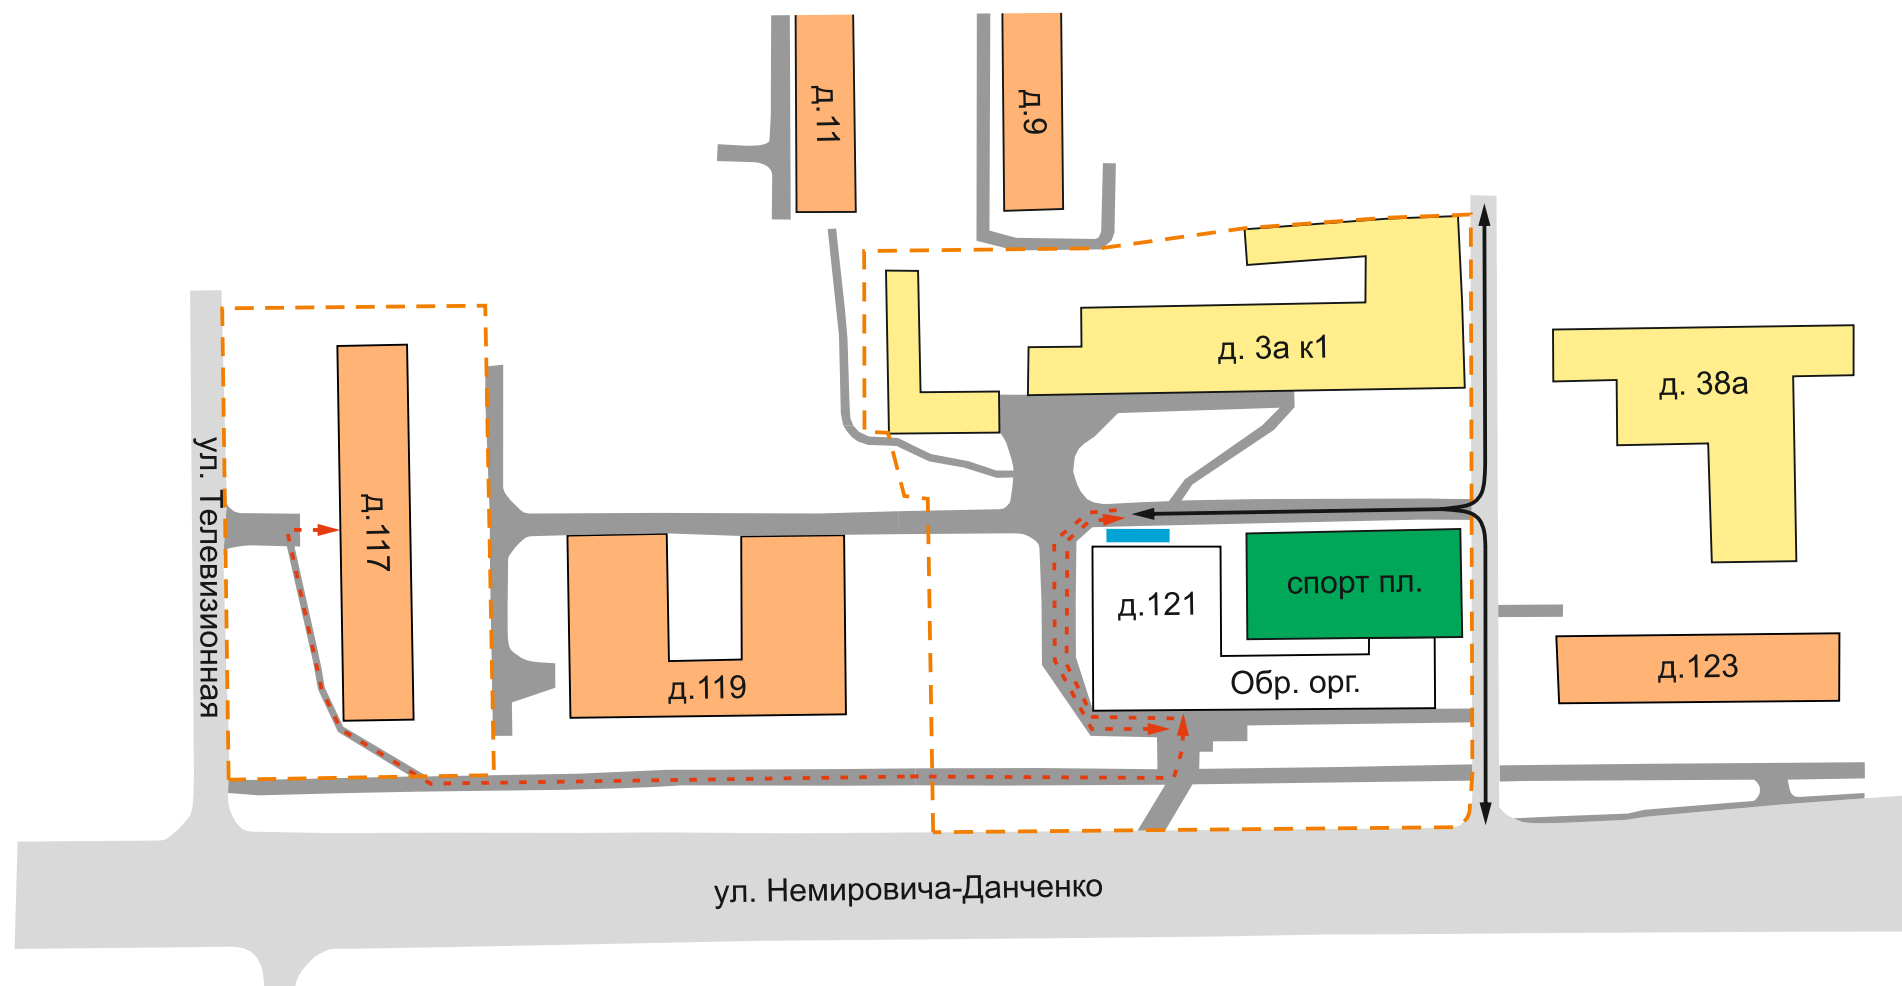 д.11
д.9
д. 3а к1
д. 38а
ул. Телевизионная
д.117
спорт пл.
д.121
д.119
Обр. орг.
д.123
ул. Немировича-Данченко